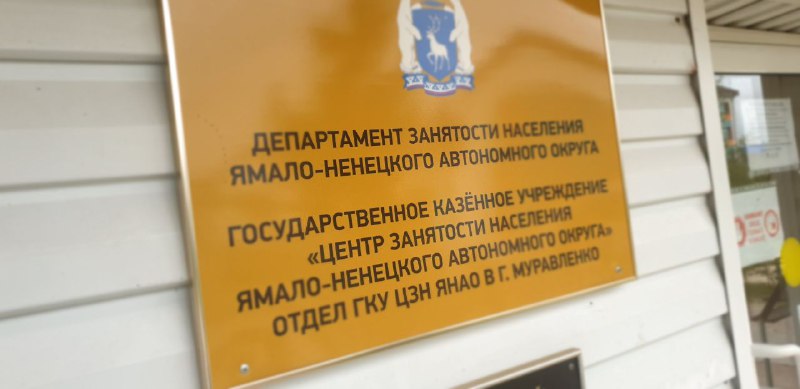 ДЕПАРТАМЕНТ ЗАНЯТОСТИ НАСЕЛЕНИЯ
ЯМАЛО-НЕНЕЦКОГО АВТОНОМНОГО ОКРУГА
ГОСУДАРСТВЕННОЕ КАЗЁННОЕ УЧРЕЖДЕНИЕ
«ЦЕНТР ЗАНЯТОСТИ НАСЕЛЕНИЯ
ЯМАЛО-НЕНЕЦКОГО АВТОНОМНОГО ОКРУГА»
ОТДЕЛ ГКУ ЦЗН ЯНАО В Г. МУРАВЛЕНКО